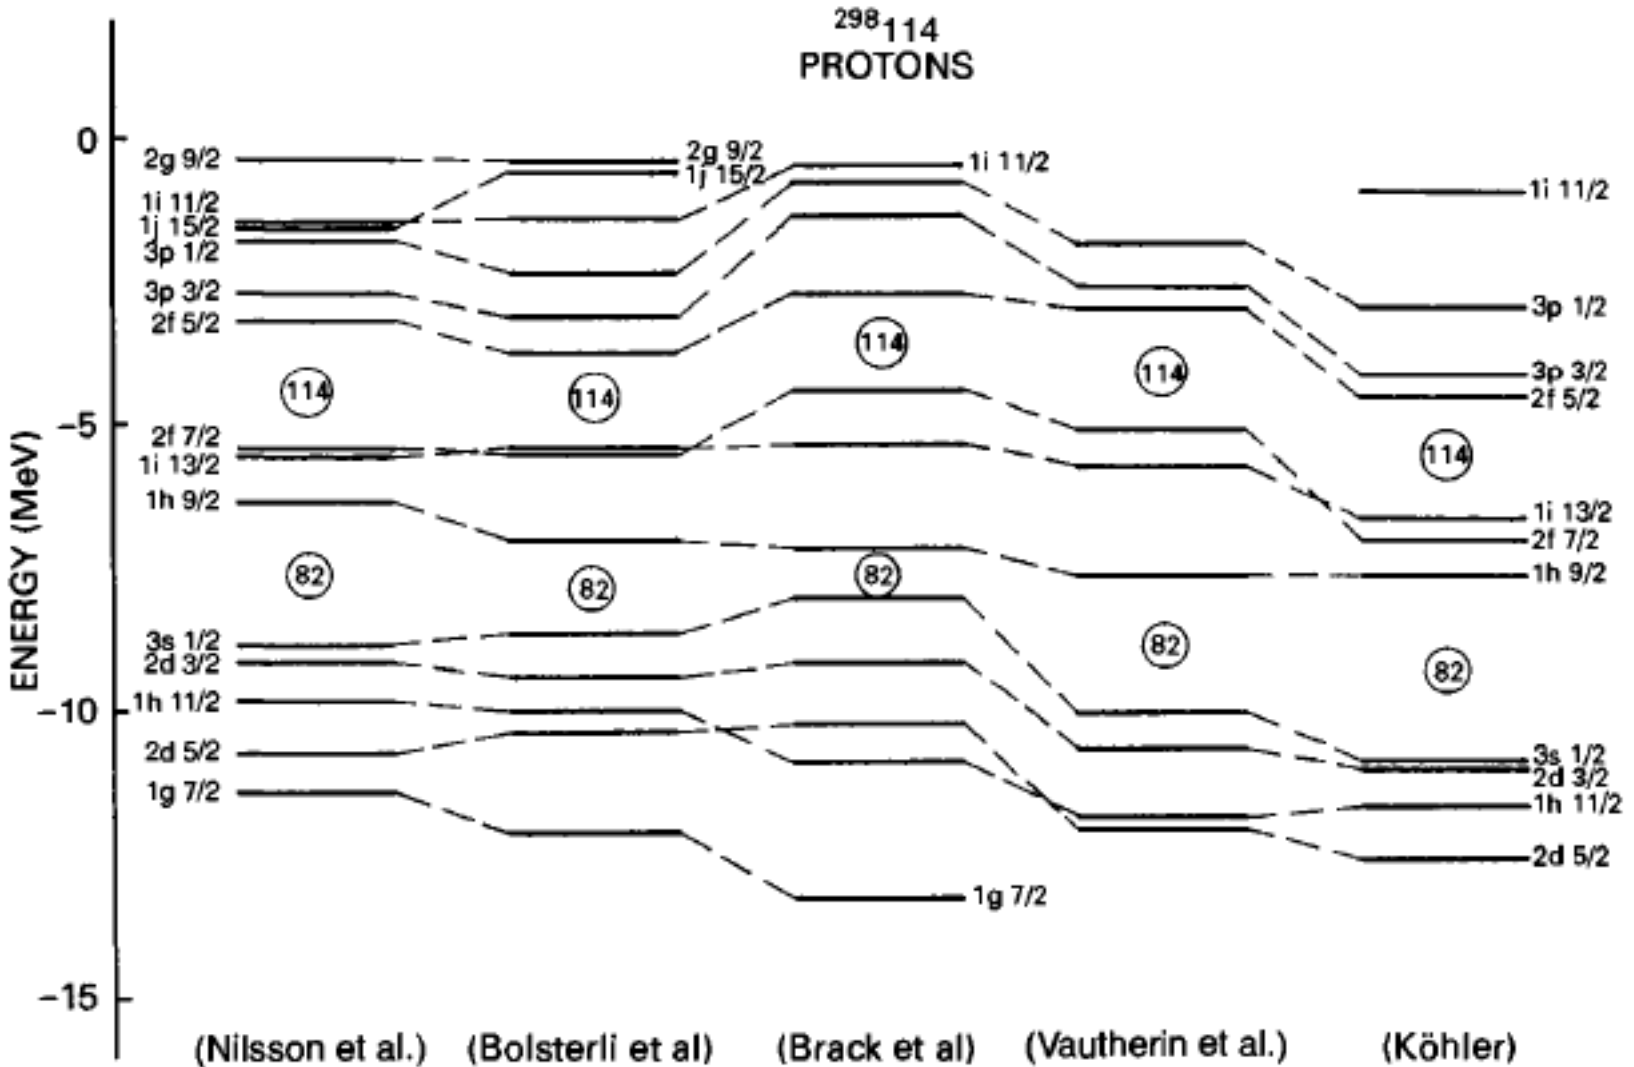 ²⁹⁸114
PROTONS
ENERGY (MeV)
0
−5
−10
−15
2g 9/2
1i 11/2
1j 15/2
3p 1/2
3p 3/2
2f 5/2
114
2f 7/2
1i 13/2
1h 9/2
82
3s 1/2
2d 3/2
1h 11/2
2d 5/2
1g 7/2
2g 9/2
1j 15/2
114
82
1i 11/2
114
82
1g 7/2
114
82
1i 11/2
3p 1/2
3p 3/2
2f 5/2
114
1i 13/2
2f 7/2
1h 9/2
82
3s 1/2
2d 3/2
1h 11/2
2d 5/2
(Nilsson et al.) (Bolsterli et al) (Brack et al) (Vautherin et al.) (Köhler)